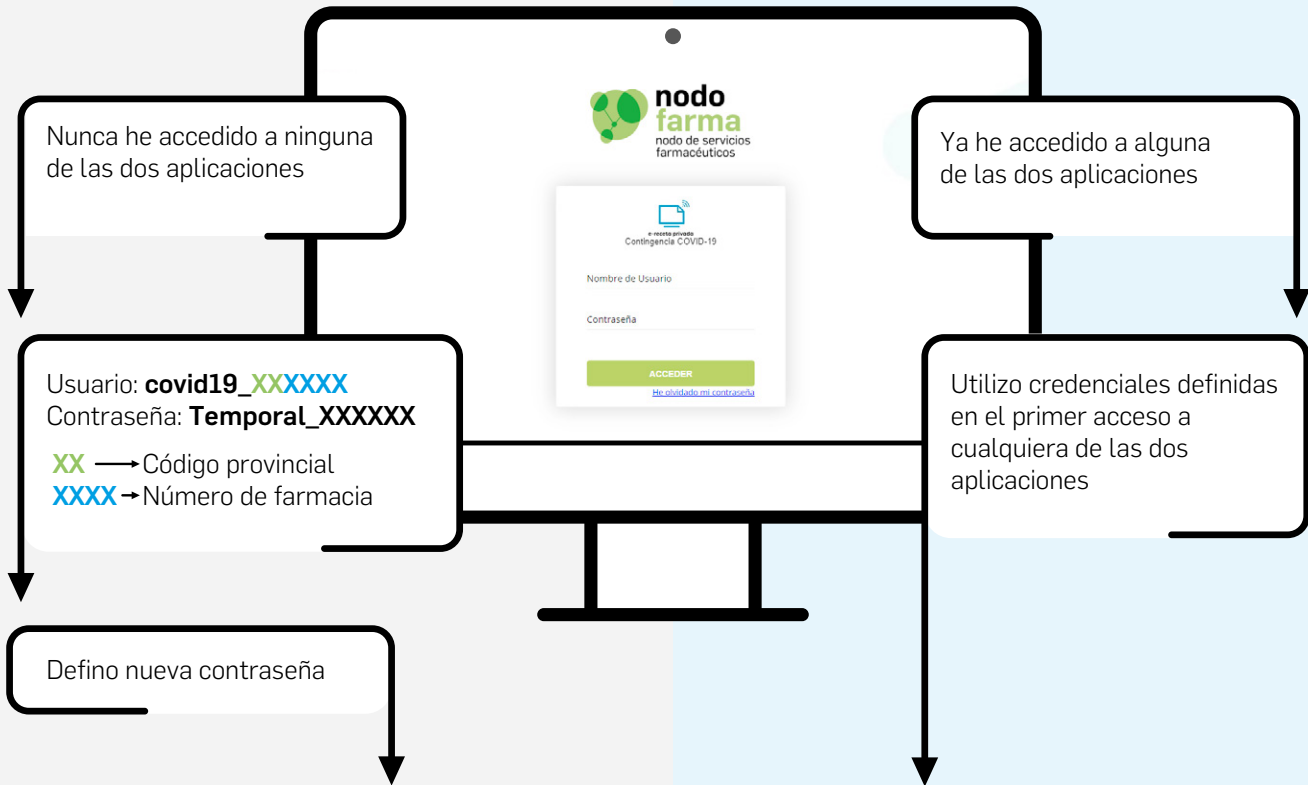 nodo
farma
nodo de servicios
farmacéuticos
Nunca he accedido a ninguna
de las dos aplicaciones
Ya he accedido a alguna
de las dos aplicaciones
e-receta privada
Contingencia COVID-19
Nombre de Usuario
Contraseña
ACCEDER
He olvidado mi contraseña
Usuario: covid19_XXXXXX
Contraseña: Temporal_XXXXXX
XX → Código provincial
XXXX → Número de farmacia
Utilizo credenciales definidas
en el primer acceso a
cualquiera de las dos
aplicaciones
Defino nueva contraseña